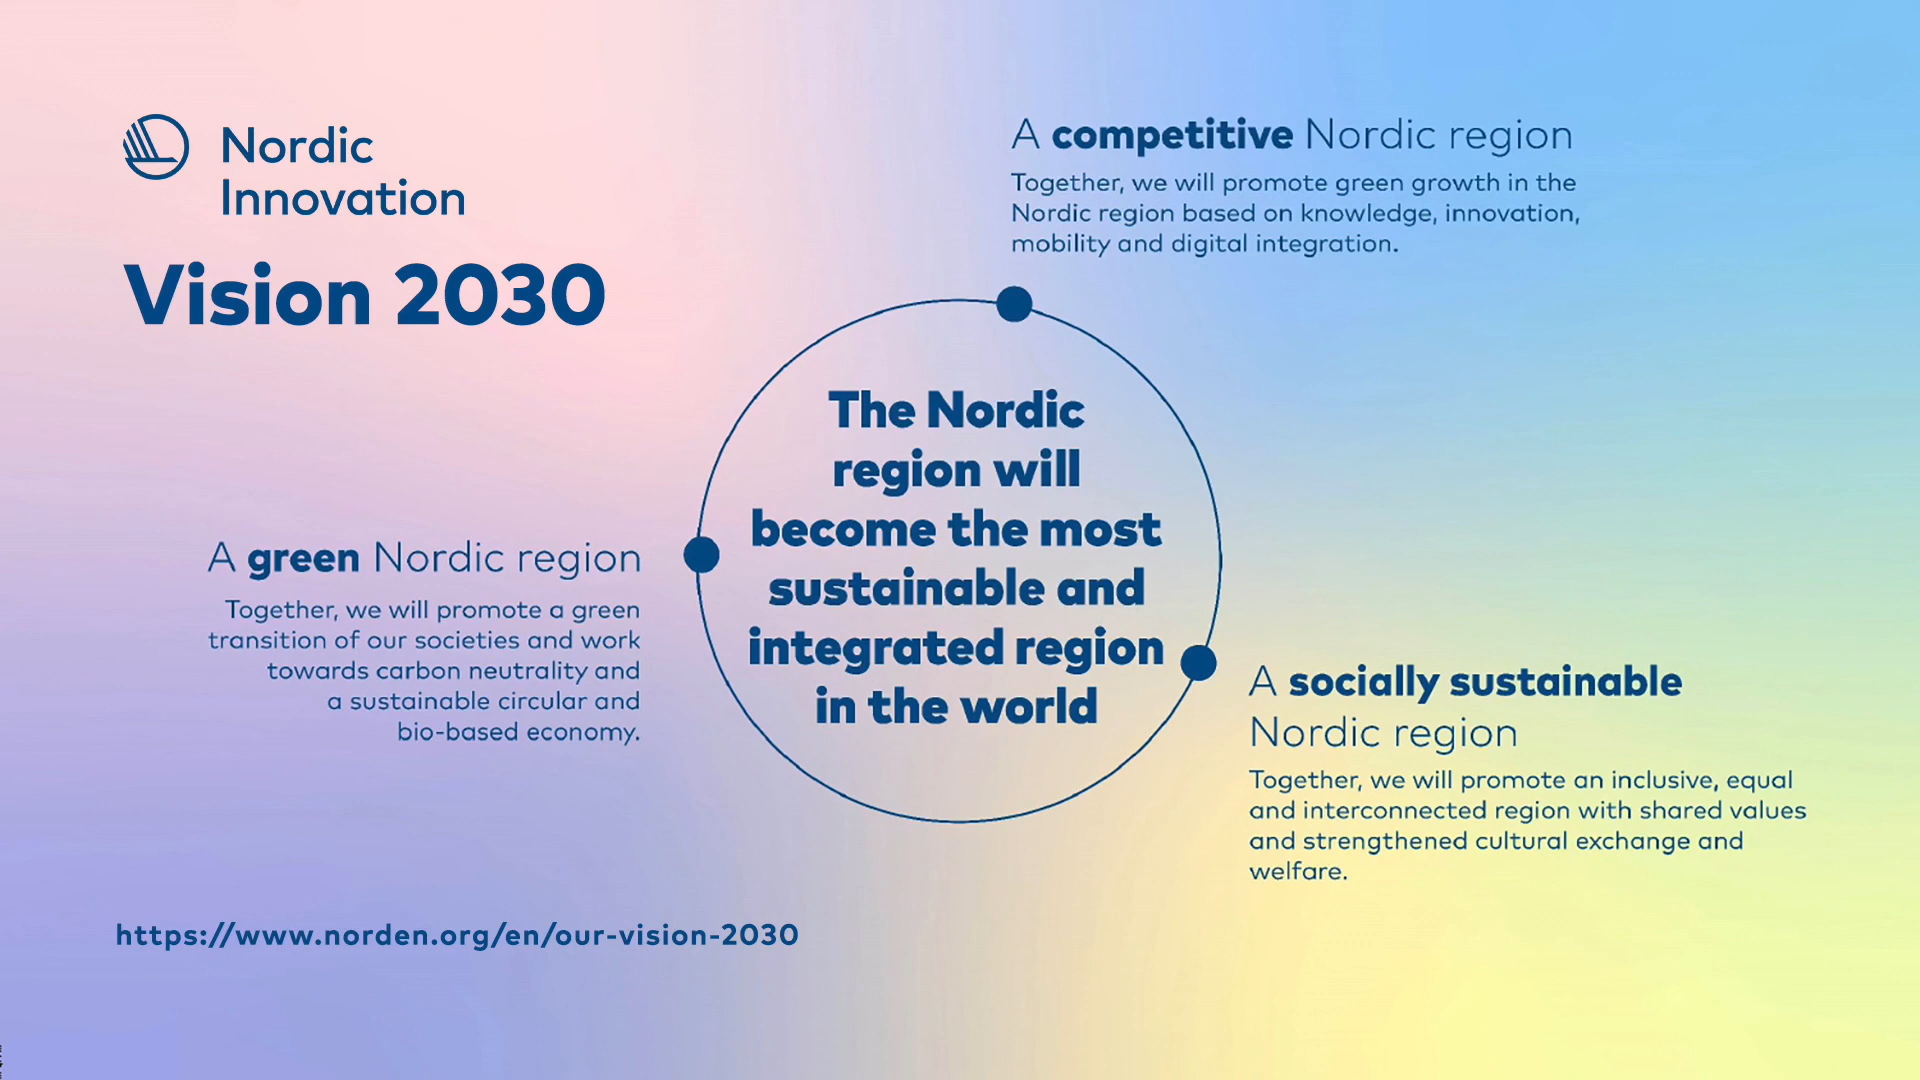 Nordic
Innovation
Vision 2030
A competitive Nordic region
Together, we will promote green growth in the
Nordic region based on knowledge, innovation,
mobility and digital integration.
The Nordic
region will
become the most
sustainable and
integrated region
in the world
A green Nordic region
Together, we will promote a green
transition of our societies and work
towards carbon neutrality and
a sustainable circular and
bio-based economy.
A socially sustainable
Nordic region
Together, we will promote an inclusive, equal
and interconnected region with shared values
and strengthened cultural exchange and
welfare.
https://www.norden.org/en/our-vision-2030